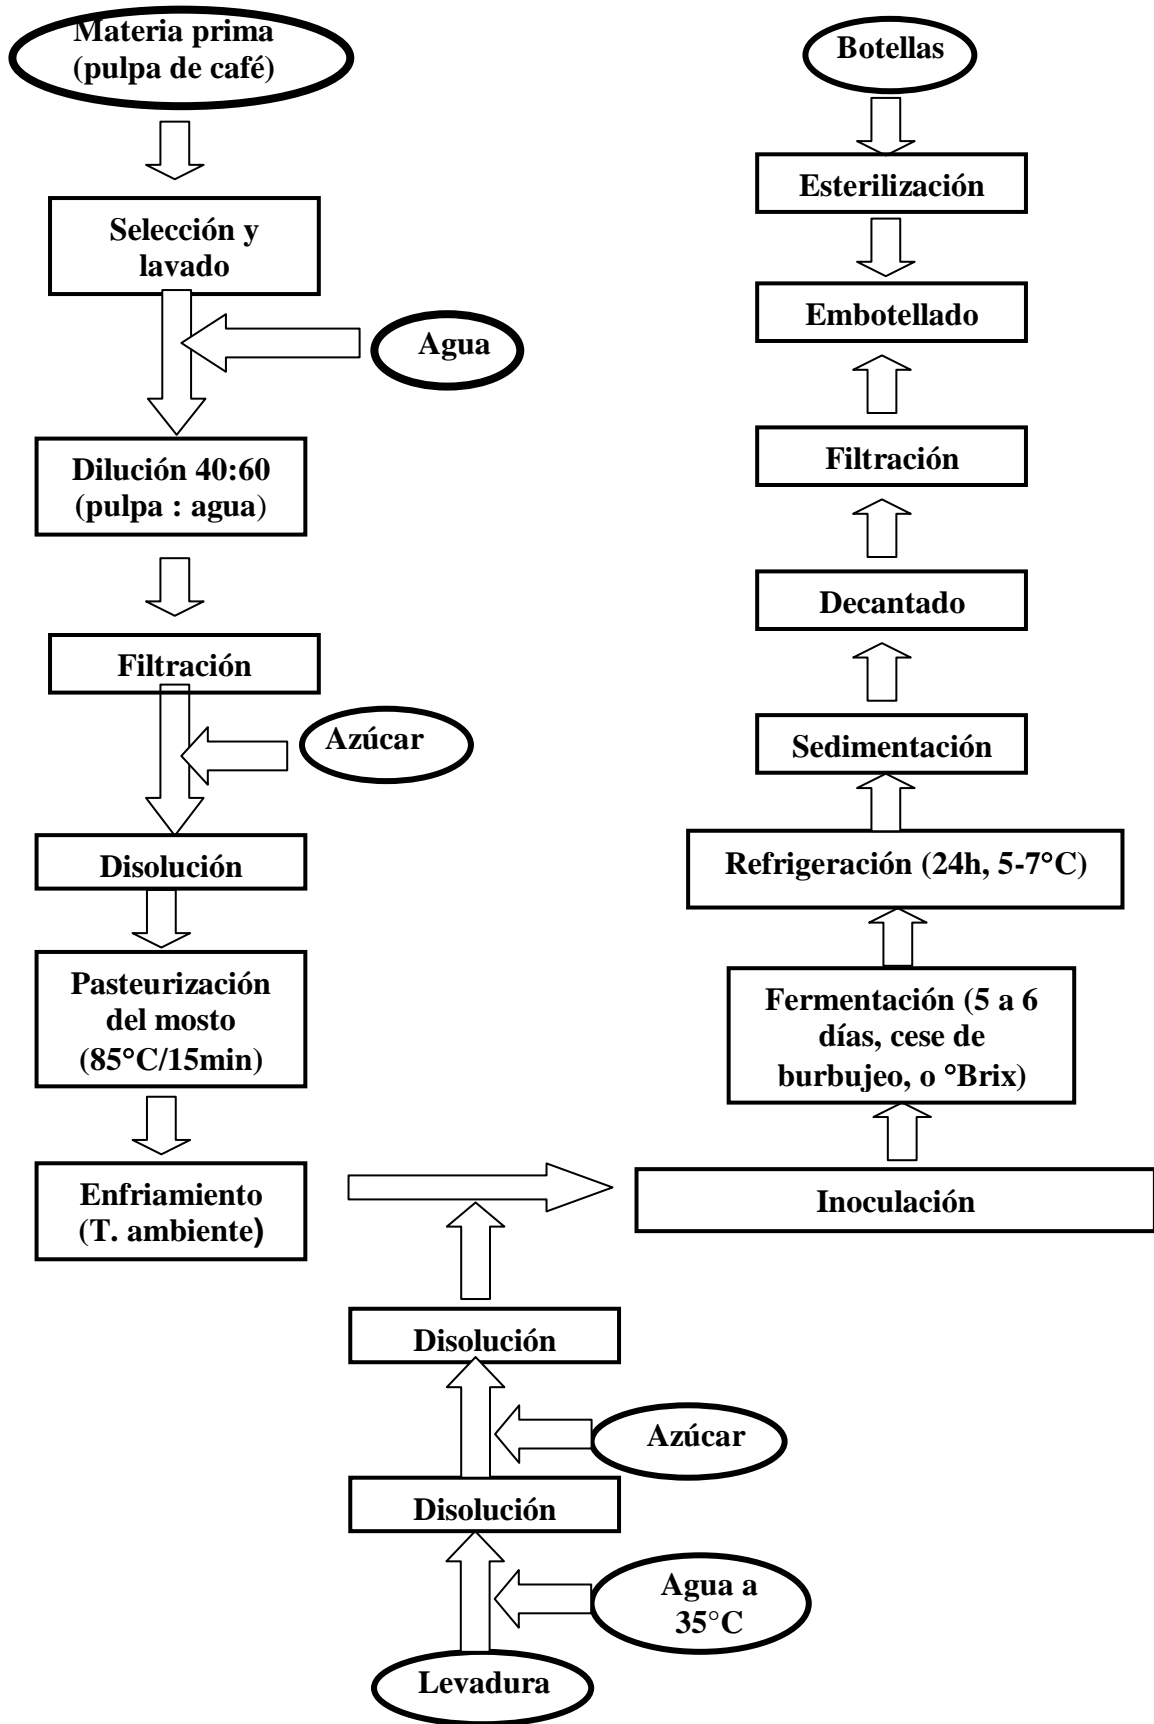 Materia prima
(pulpa de café)
Selección y
lavado
Agua
Dilución 40:60
(pulpa : agua)
Filtración
Azúcar
Disolución
Pasteurización
del mosto
(85°C/15min)
Enfriamiento
(T. ambiente)
Levadura
Agua a
35°C
Disolución
Azúcar
Disolución
Inoculación
Fermentación (5 a 6
días, cese de
burbujeo, o °Brix)
Refrigeración (24h, 5-7°C)
Sedimentación
Decantado
Filtración
Embotellado
Esterilización
Botellas